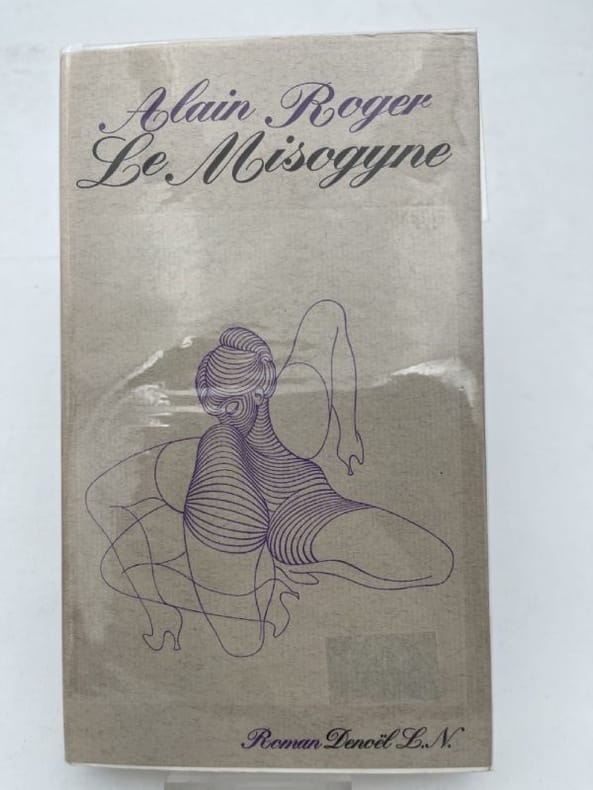 Alain Roger
Le Misogyne
Roman Denoël L.N.